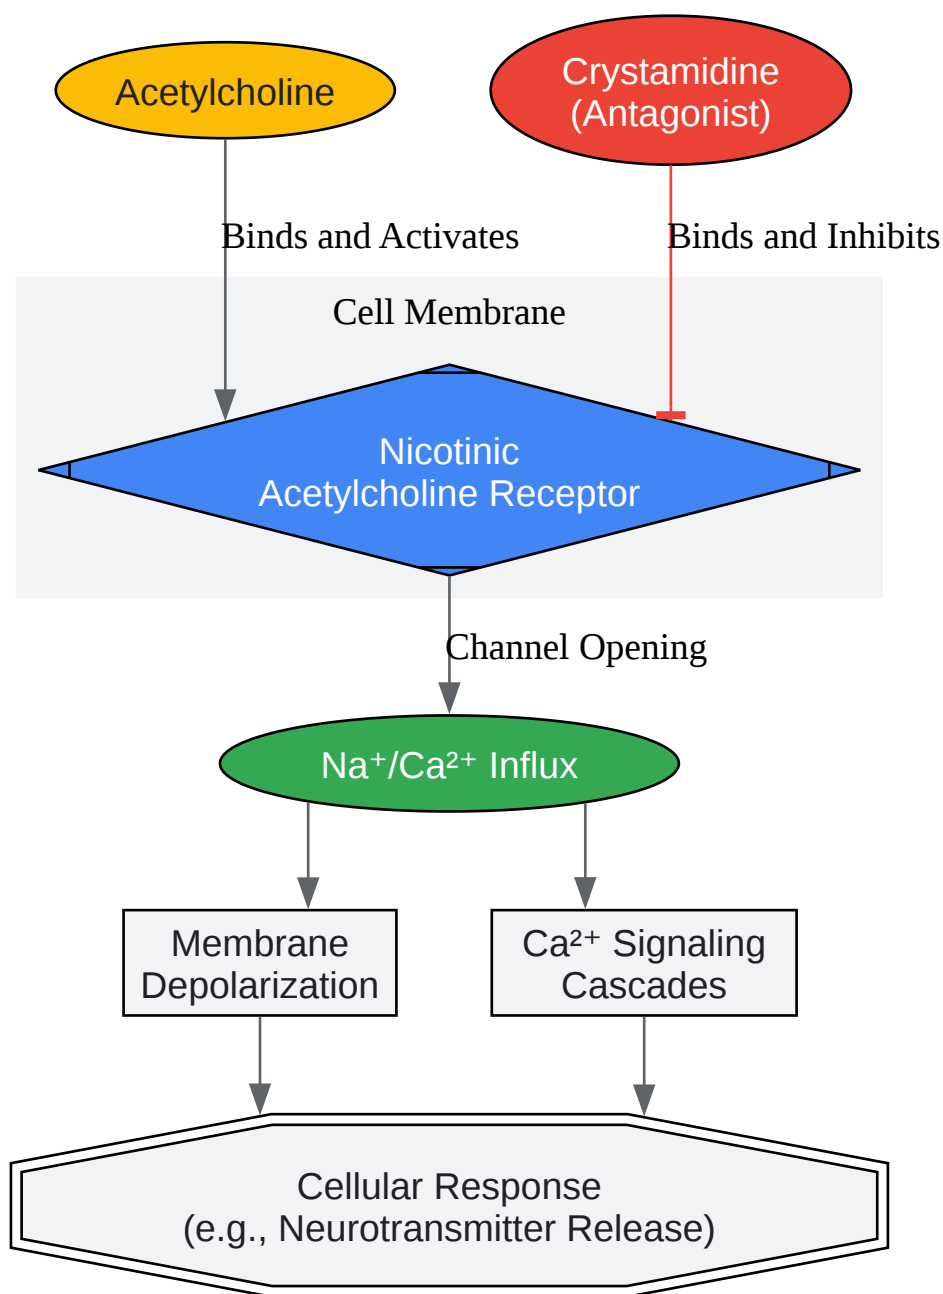 Acetylcholine
Crystamidine
(Antagonist)
Binds and Activates
Binds and Inhibits
Cell Membrane
Nicotinic
Acetylcholine Receptor
Channel Opening
Na⁺/Ca²⁺ Influx
Membrane
Depolarization
Ca²⁺ Signaling
Cascades
Cellular Response
(e.g., Neurotransmitter Release)